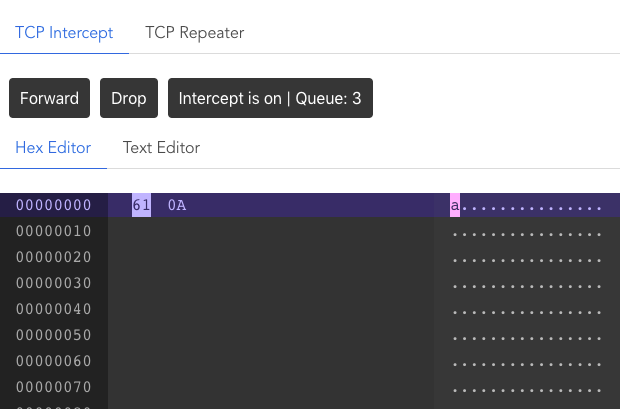 TCP Intercept TCP Repeater
Forward Drop Intercept is on | Queue: 3
Hex Editor Text Editor
00000000 61 0A a...............
00000010 ................
00000020 ................
00000030 ................
00000040 ................
00000050 ................
00000060 ................
00000070 ................